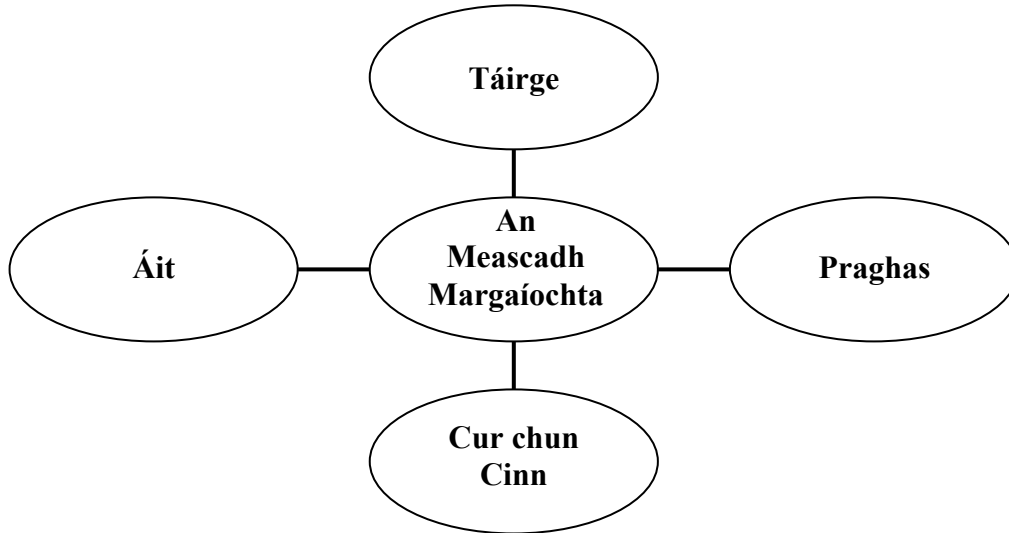 Táirge
Áit
An
Meascadh
Margaíochta
Praghas
Cur chun
Cinn